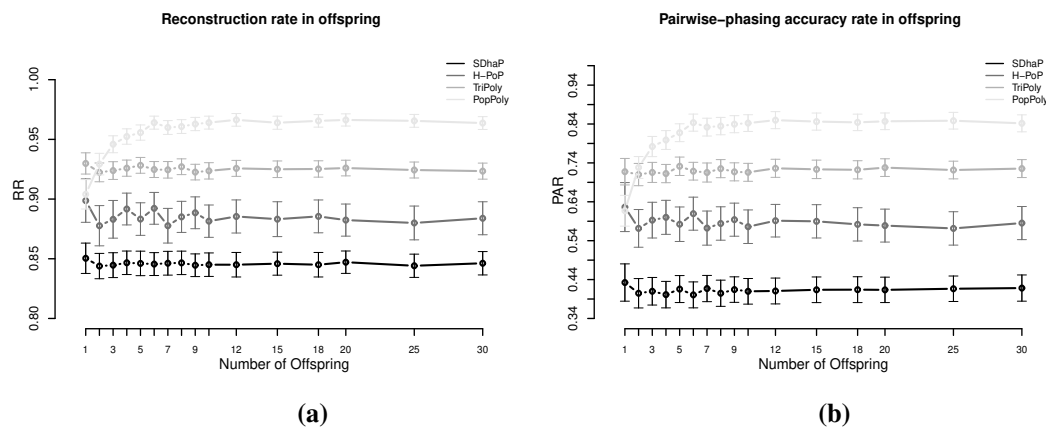 Reconstruction rate in offspring
SDhaP
H-PoP
TriPoly
PopPoly
RR
1.00
0.95
0.90
0.85
0.80
1 3 5 7 9 12 15 18 20 25 30
Number of Offspring
(a)
Pairwise−phasing accuracy rate in offspring
SDhaP
H-PoP
TriPoly
PopPoly
PAR
0.94
0.84
0.74
0.64
0.54
0.44
0.34
1 3 5 7 9 12 15 18 20 25 30
Number of Offspring
(b)